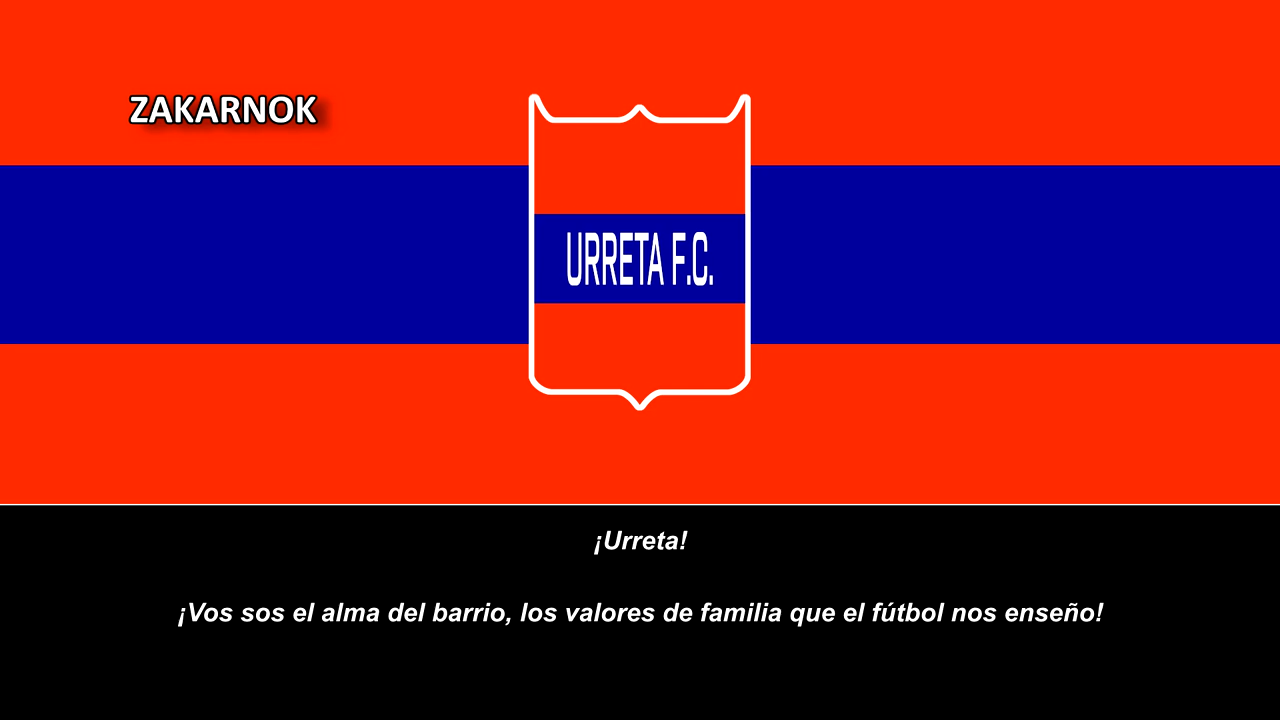 ZAKARNOK
URRETA F.C.
¡Urreta!
¡Vos sos el alma del barrio, los valores de familia que el fútbol nos enseño!